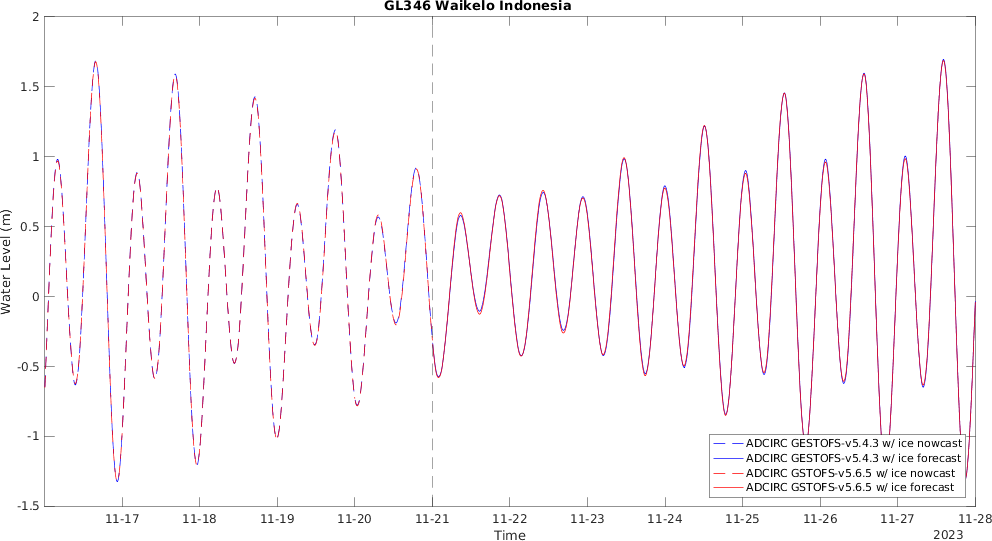 GL346 Waikelo Indonesia
2
1.5
1
0.5
0
-0.5
-1
-1.5
Water Level (m)
ADCIRC GESTOFS-v5.4.3 w/ ice nowcast
ADCIRC GESTOFS-v5.4.3 w/ ice forecast
ADCIRC GSTOFS-v5.6.5 w/ ice nowcast
ADCIRC GSTOFS-v5.6.5 w/ ice forecast
11-17 11-18 11-19 11-20 11-21 11-22 11-23 11-24 11-25 11-26 11-27 11-28
Time
2023